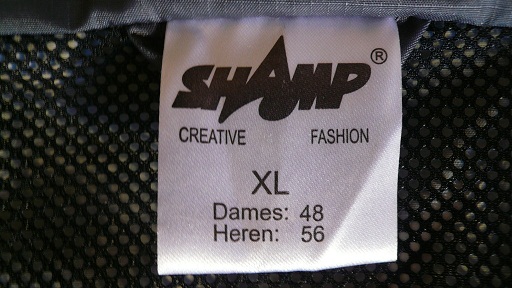 SHAMP®
CREATIVE FASHION
XL
Dames: 48
Heren: 56